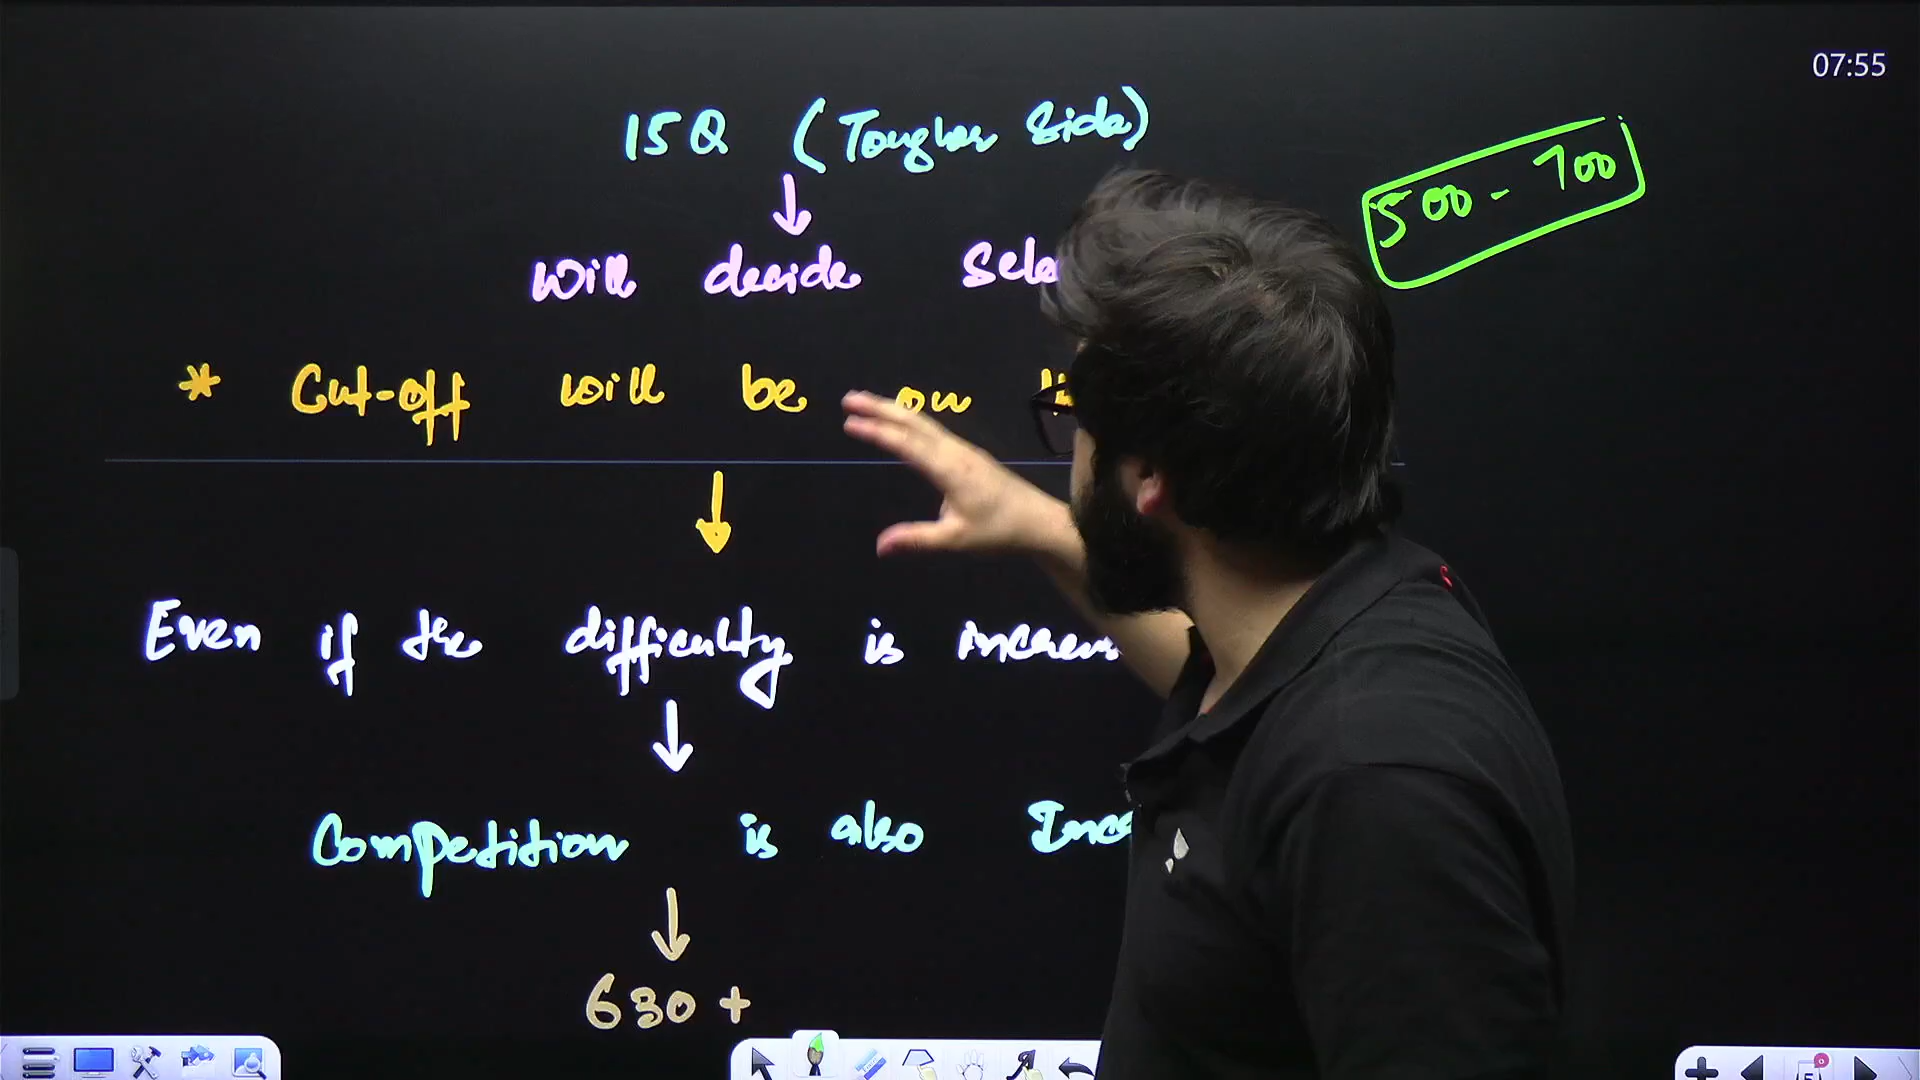 07:55
15Q (Tougher Side)
500 - 700
Will decide
* Cut-off will be on
Even if the difficulty is
Competition is also
630 +